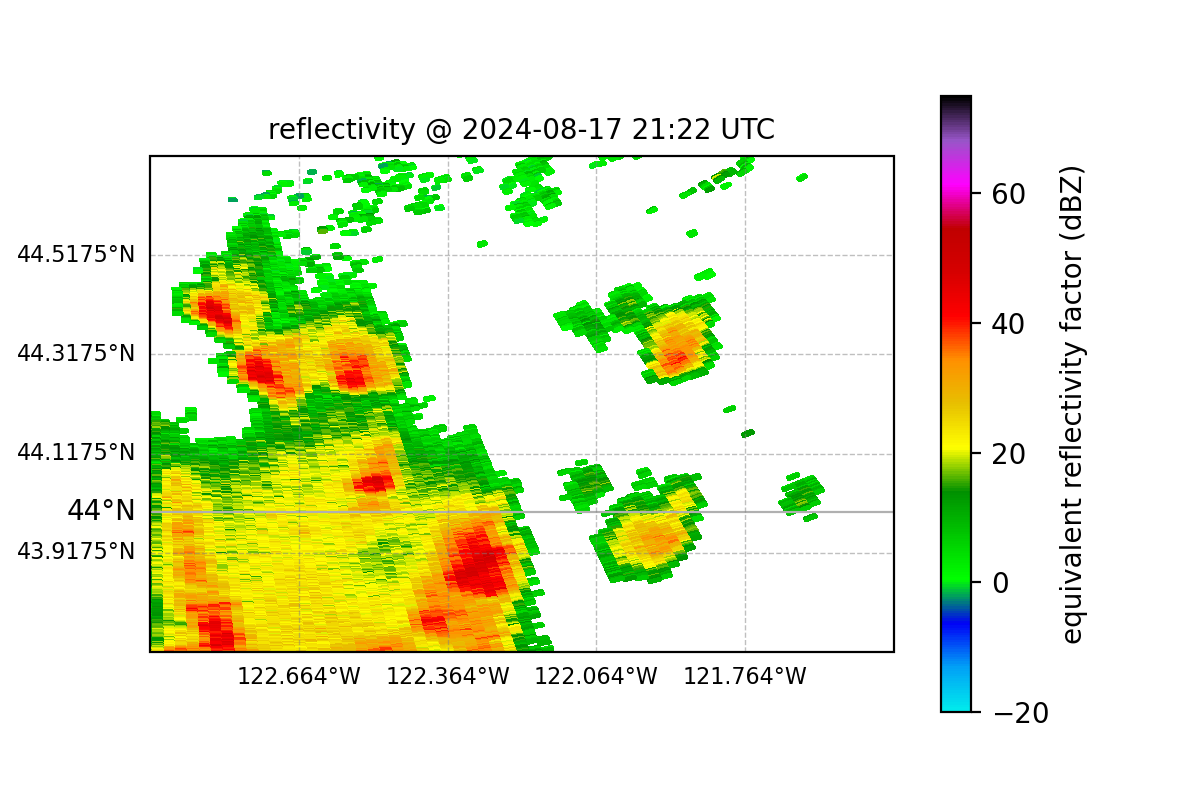 reflectivity @ 2024-08-17 21:22 UTC
44.5175°N
44.3175°N
44.1175°N
44°N
43.9175°N
122.664°W 122.364°W 122.064°W 121.764°W
60
40
20
0
−20
equivalent reflectivity factor (dBZ)